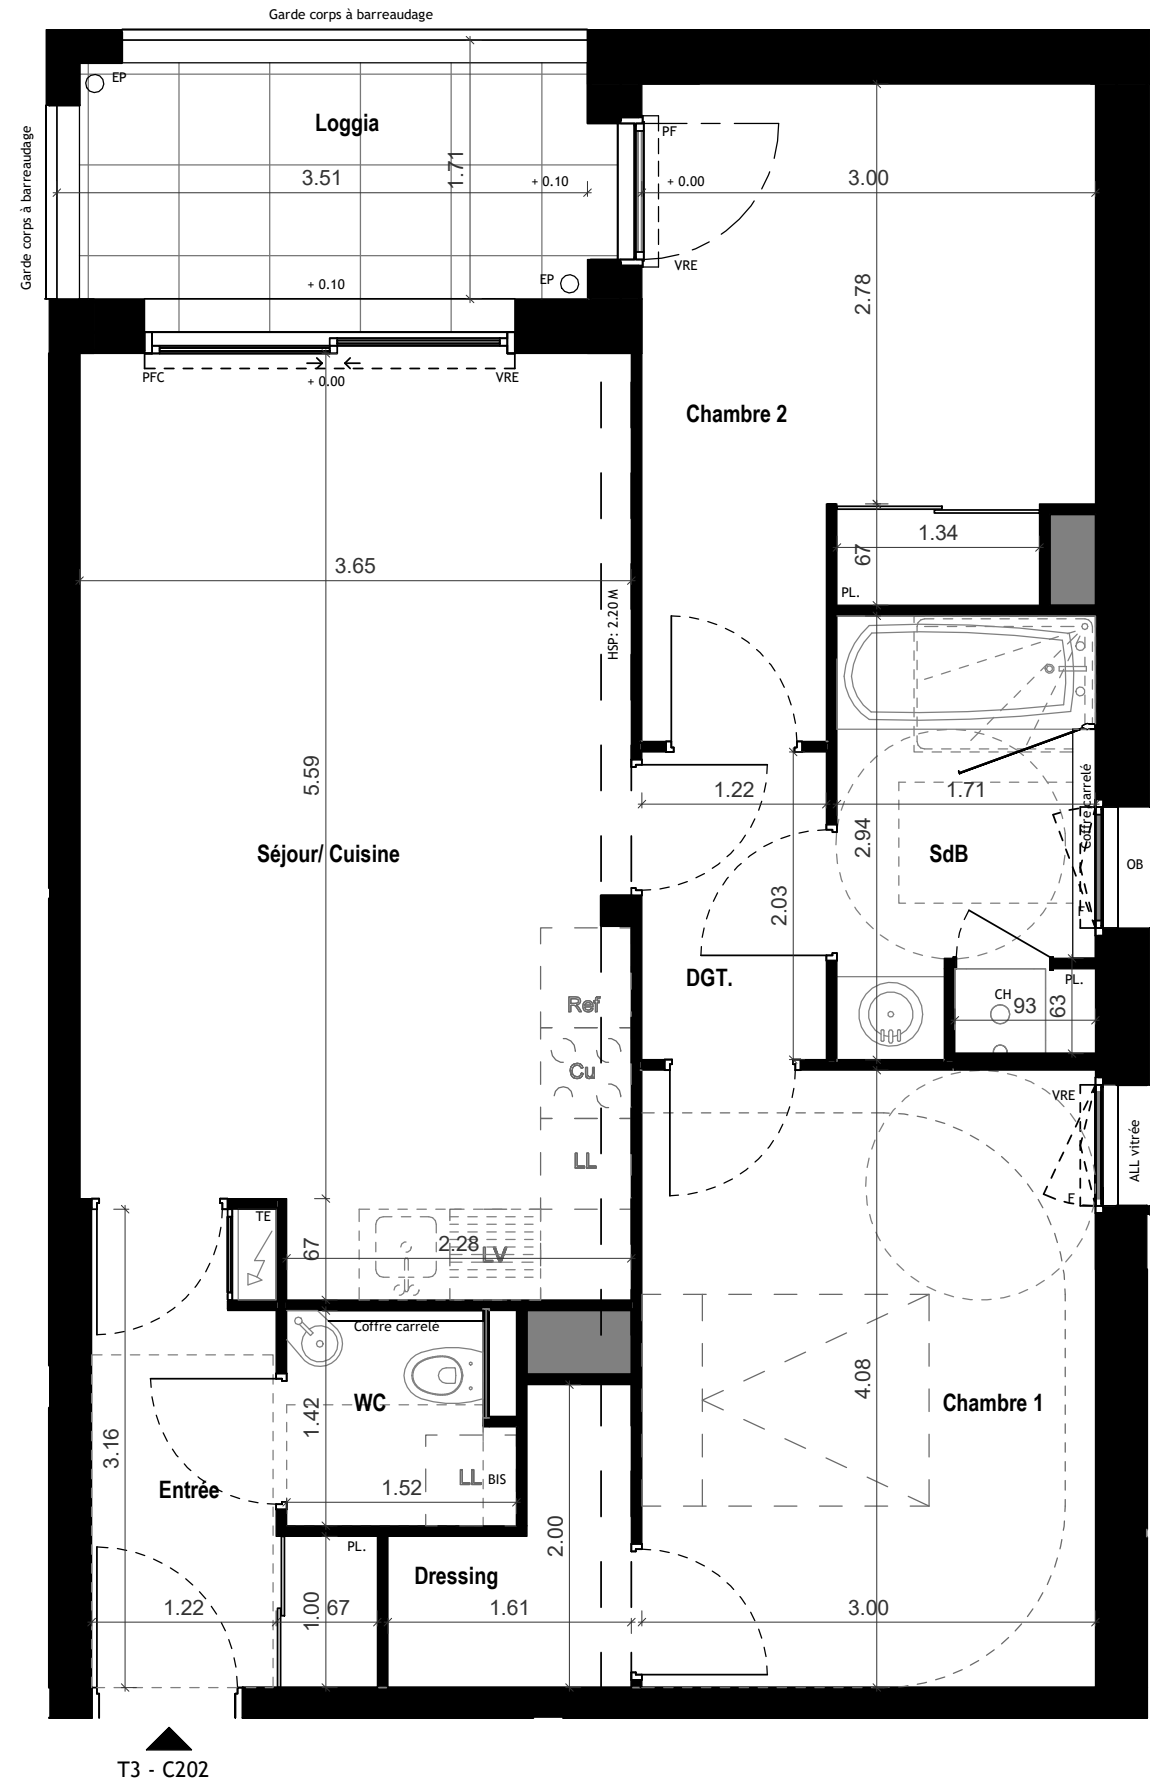 Garde corps à barreaudage
EP
Loggia
PF
Garde corps à barreaudage
1.71
3.51
+ 0.10
+ 0.00
3.00
VRE
EP
+ 0.10
2.78
PFC
+ 0.00
VRE
Chambre 2
1.34
67
PL.
3.65
HSP: 2.20 M
5.59
1.22
1.71
Coffre carrelé
2.94
Séjour/ Cuisine
SdB
OB
F
2.03
DGT.
PL.
Ref
CH
93
63
Cu
VRE
ALL vitrée
LL
F
TE
67
2.28
LV
Coffre carrelé
4.08
WC
1.42
Chambre 1
3.16
LL BIS
Entrée
1.52
2.00
PL.
Dressing
1.22
1.00
67
1.61
3.00
T3 - C202